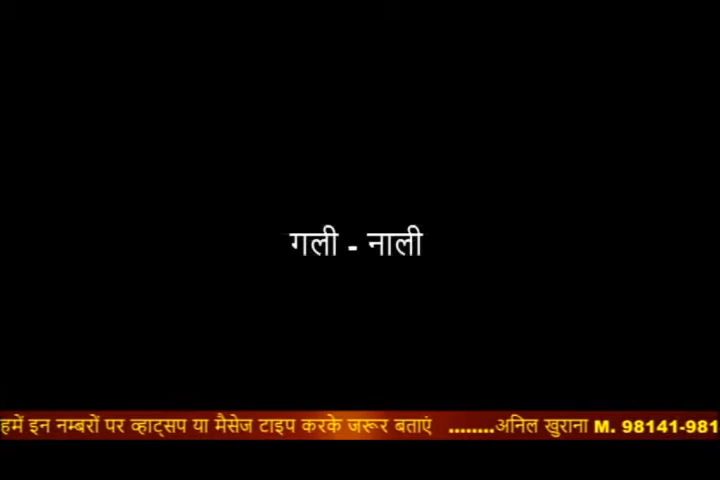 गली - नाली
हमें इन नम्बरों पर व्हाट्सप या मैसेज टाइप करके जरूर बताएं ........अनिल खुराना M. 98141-981